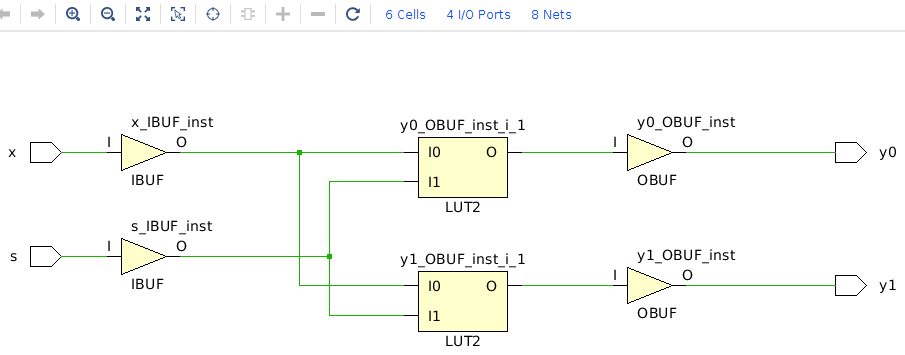 6 Cells 4 I/O Ports 8 Nets
x_IBUF_inst
y0_OBUF_inst_i_1
y0_OBUF_inst
x
I
O
IBUF
I0
O
I1
LUT2
I
O
OBUF
y0
s_IBUF_inst
s
I
O
IBUF
y1_OBUF_inst_i_1
y1_OBUF_inst
I0
O
I1
LUT2
I
O
OBUF
y1